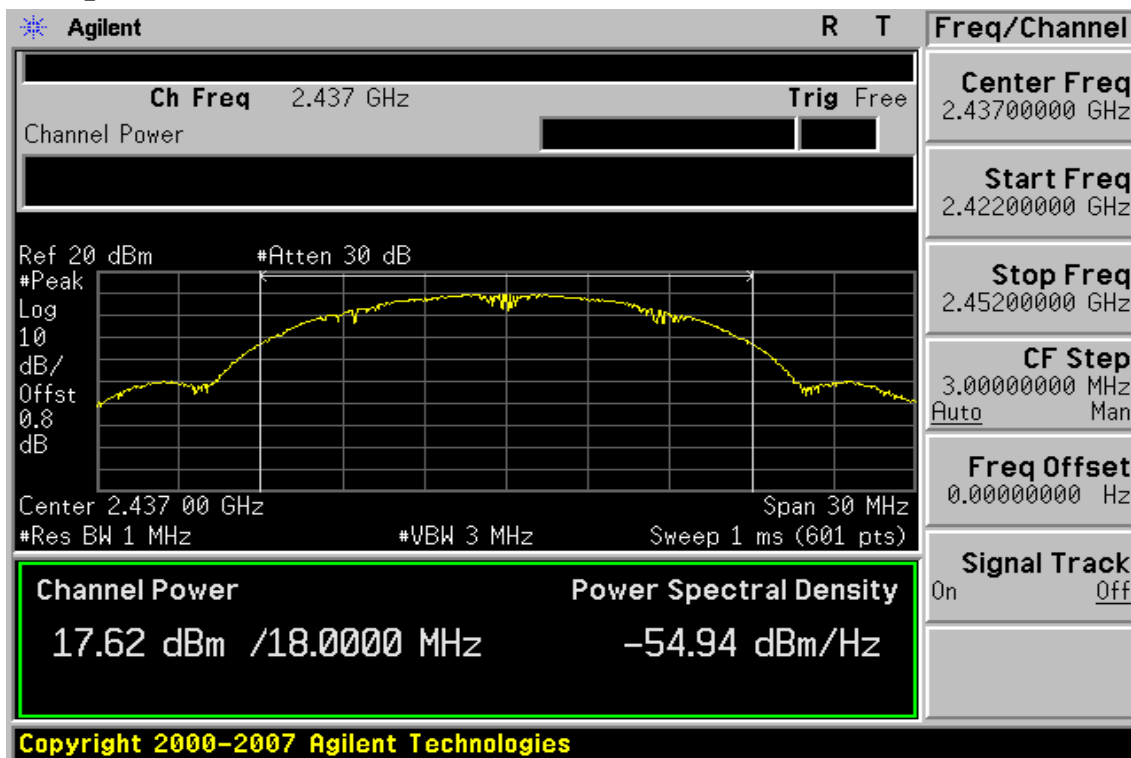 Agilent R T Freq/Channel
Ch Freq 2.437 GHz Trig Free
Channel Power
Center Freq
2.43700000 GHz
Start Freq
2.42200000 GHz
Stop Freq
2.45200000 GHz
CF Step
3.00000000 MHz
Auto Man
Freq Offset
0.00000000 Hz
Signal Track
On Off
Ref 20 dBm #Atten 30 dB
#Peak
Log
10
dB/
Offst
0.8
dB
Center 2.437 00 GHz Span 30 MHz
#Res BW 1 MHz #VBW 3 MHz Sweep 1 ms (601 pts)
Channel Power Power Spectral Density
17.62 dBm /18.0000 MHz -54.94 dBm/Hz
Copyright 2000-2007 Agilent Technologies